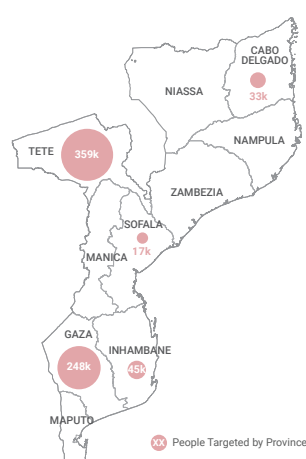 CABO
DELGADO
33k
NIASSA
NAMPULA
TETE
359k
ZAMBEZIA
SOFALA
17k
MANICA
GAZA
248k
INHAMBANE
45k
MAPUTO
XX People Targeted by Province